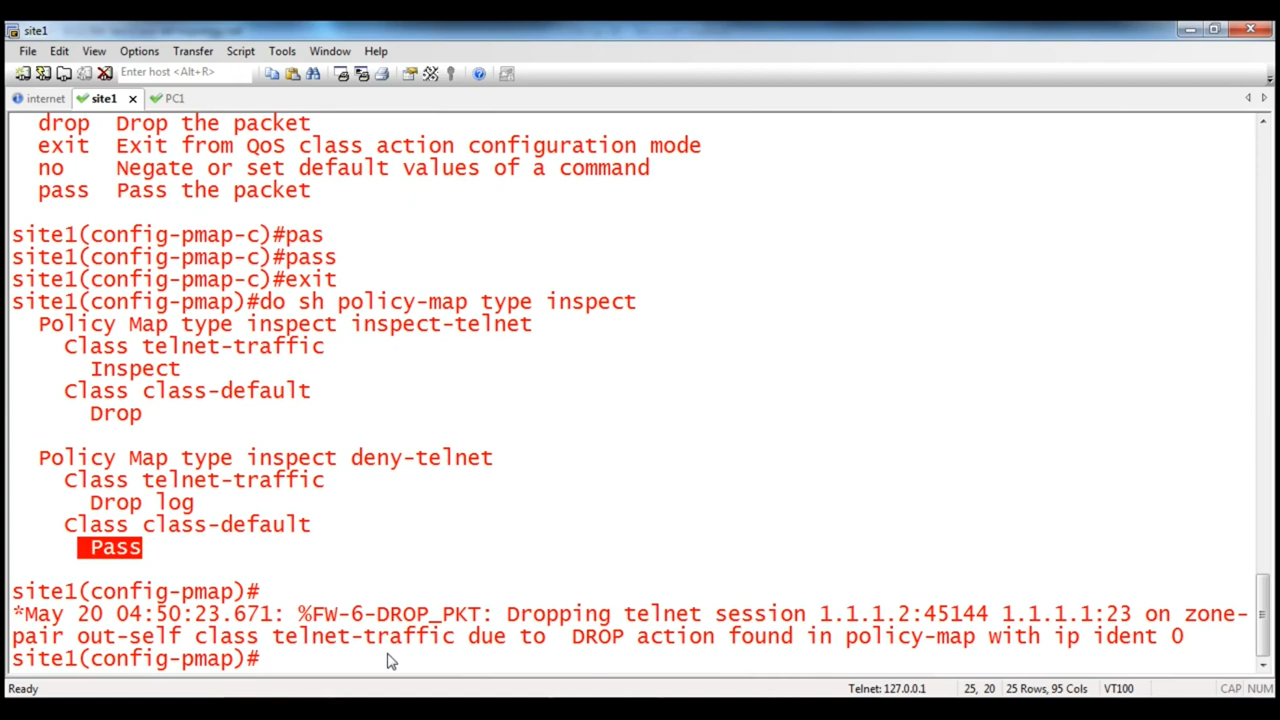 site1
File Edit View Options Transfer Script Tools Window Help
Enter host <Alt+R>
internet site1 PC1
drop Drop the packet
exit Exit from QoS class action configuration mode
no Negate or set default values of a command
pass Pass the packet
site1(config-pmap-c)#pas
site1(config-pmap-c)#pass
site1(config-pmap-c)#exit
site1(config-pmap)#do sh policy-map type inspect
Policy Map type inspect inspect-telnet
Class telnet-traffic
Inspect
Class class-default
Drop
Policy Map type inspect deny-telnet
Class telnet-traffic
Drop log
Class class-default
Pass
site1(config-pmap)#
*May 20 04:50:23.671: %FW-6-DROP_PKT: Dropping telnet session 1.1.1.2:45144 1.1.1.1:23 on zone-
pair out-self class telnet-traffic due to  DROP action found in policy-map with ip ident 0
site1(config-pmap)#
Ready Telnet: 127.0.0.1 25, 20 25 Rows, 95 Cols VT100 CAP NUM